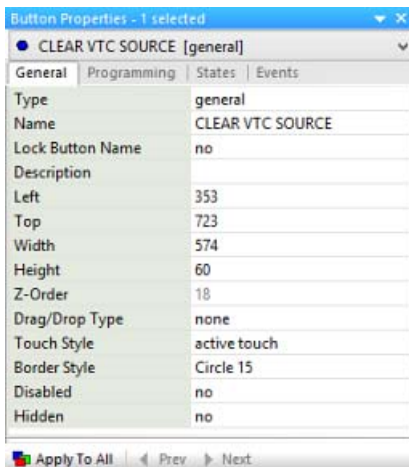 Button Properties - 1 selected
CLEAR VTC SOURCE [general]
General Programming States Events
Type general
Name CLEAR VTC SOURCE
Lock Button Name no
Description
Left 353
Top 723
Width 574
Height 60
Z-Order 18
Drag/Drop Type none
Touch Style active touch
Border Style Circle 15
Disabled no
Hidden no
Apply To All Prev Next